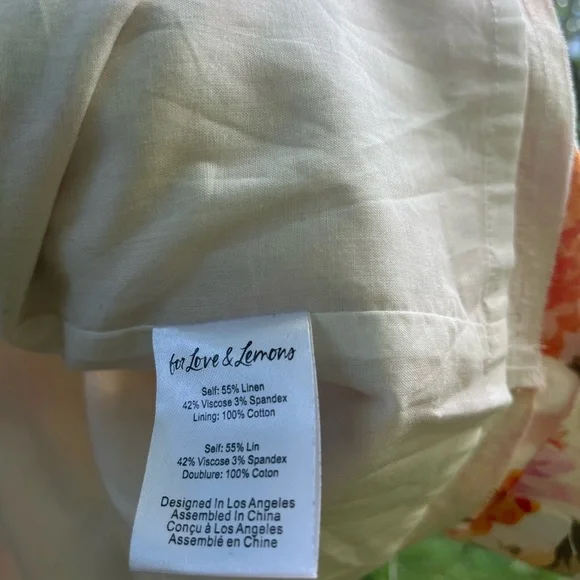 for Love & Lemons
Self: 55% Linen
42% Viscose 3% Spandex
Lining: 100% Cotton
Self: 55% Lin
42% Viscose 3% Spandex
Doublure: 100% Coton
Designed In Los Angeles
Assembled In China
Conçu à Los Angeles
Assemblé en Chine